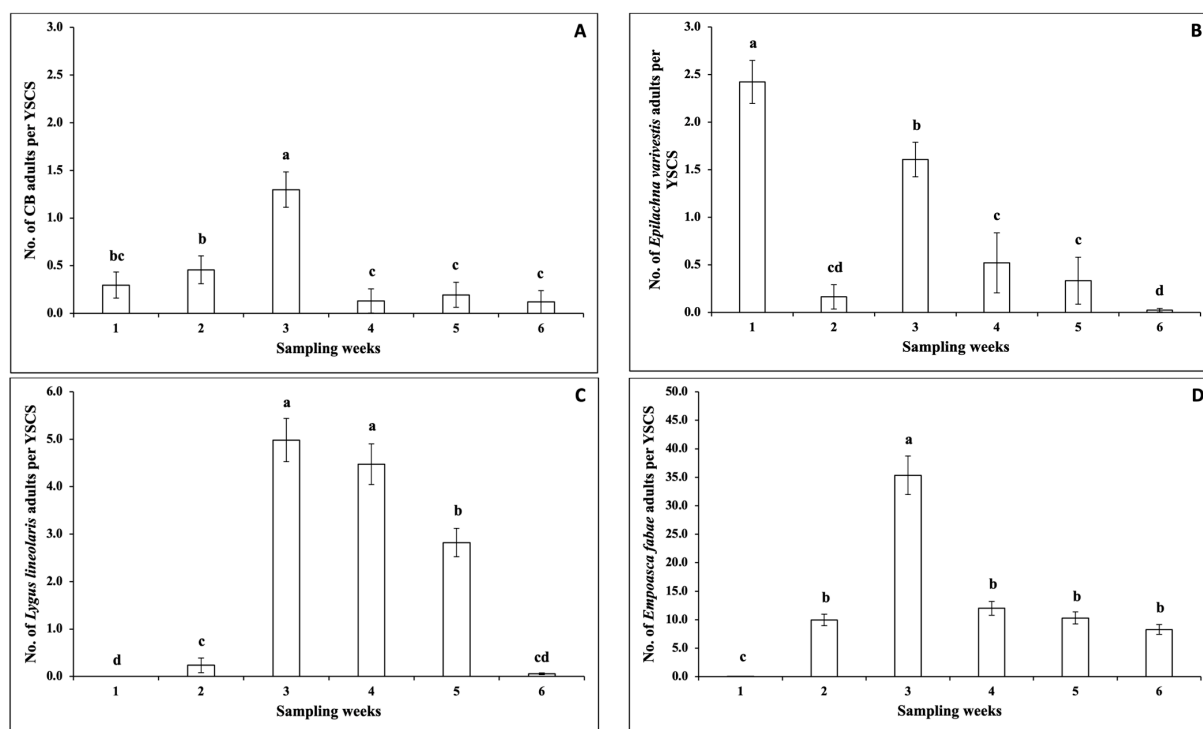 A
No. of CB adults per YSCS
3.0
2.5
2.0
1.5
1.0
0.5
0.0
bc
b
a
c
c
c
1 2 3 4 5 6
Sampling weeks
B
No. of Epilachna varivestis adults per
YSCS
3.0
2.5
2.0
1.5
1.0
0.5
0.0
a
cd
b
c
c
d
1 2 3 4 5 6
Sampling weeks
C
No. of Lygus lineolaris adults per YSCS
6.0
5.0
4.0
3.0
2.0
1.0
0.0
d
c
a
a
b
cd
1 2 3 4 5 6
Sampling weeks
D
No. of Empoasca fabae adults per YSCS
50.0
45.0
40.0
35.0
30.0
25.0
20.0
15.0
10.0
5.0
0.0
c
b
a
b
b
b
1 2 3 4 5 6
Sampling weeks